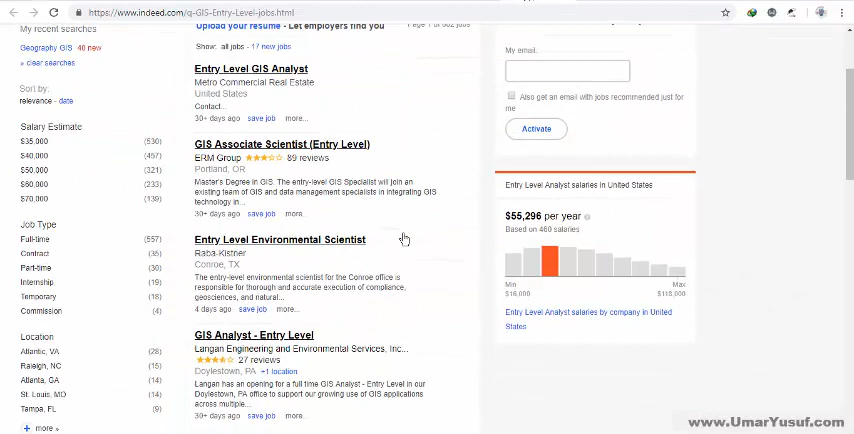 https://www.indeed.com/q-GIS-Entry-Level-jobs.html
My recent searches
Geography GIS 40 new
» clear searches
Sort by:
relevance - date
Salary Estimate
$35,000 (530)
$40,000 (457)
$50,000 (321)
$60,000 (233)
$70,000 (139)
Job Type
Full-time (557)
Contract (35)
Part-time (30)
Internship (19)
Temporary (18)
Commission (4)
Location
Atlantic, VA (28)
Raleigh, NC (15)
Atlanta, GA (14)
St. Louis, MO (14)
Tampa, FL (9)
+ more »
Upload your resume - Let employers find you
Page 1 of 602 jobs
Show: all jobs - 17 new jobs
Entry Level GIS Analyst
Metro Commercial Real Estate
United States
Contact...
30+ days ago save job more...
GIS Associate Scientist (Entry Level)
ERM Group 89 reviews
Portland, OR
Master's Degree in GIS. The entry-level GIS Specialist will join an
existing team of GIS and data management specialists in integrating GIS
technology in...
30+ days ago save job more...
Entry Level Environmental Scientist
Raba-Kistner
Conroe, TX
The entry-level environmental scientist for the Conroe office is
responsible for thorough and accurate execution of compliance,
geosciences, and natural...
4 days ago save job more...
GIS Analyst - Entry Level
Langan Engineering and Environmental Services, Inc...
27 reviews
Doylestown, PA +1 location
Langan has an opening for a full time GIS Analyst - Entry Level in our
Doylestown, PA office to support our growing use of GIS applications
across multiple...
30+ days ago save job more...
My email:
Also get an email with jobs recommended just for
me
Activate
Entry Level Analyst salaries in United States
$55,296 per year
Based on 460 salaries
Min Max
$16,000 $118,000
Entry Level Analyst salaries by company in United
States
www.UmarYusuf.com